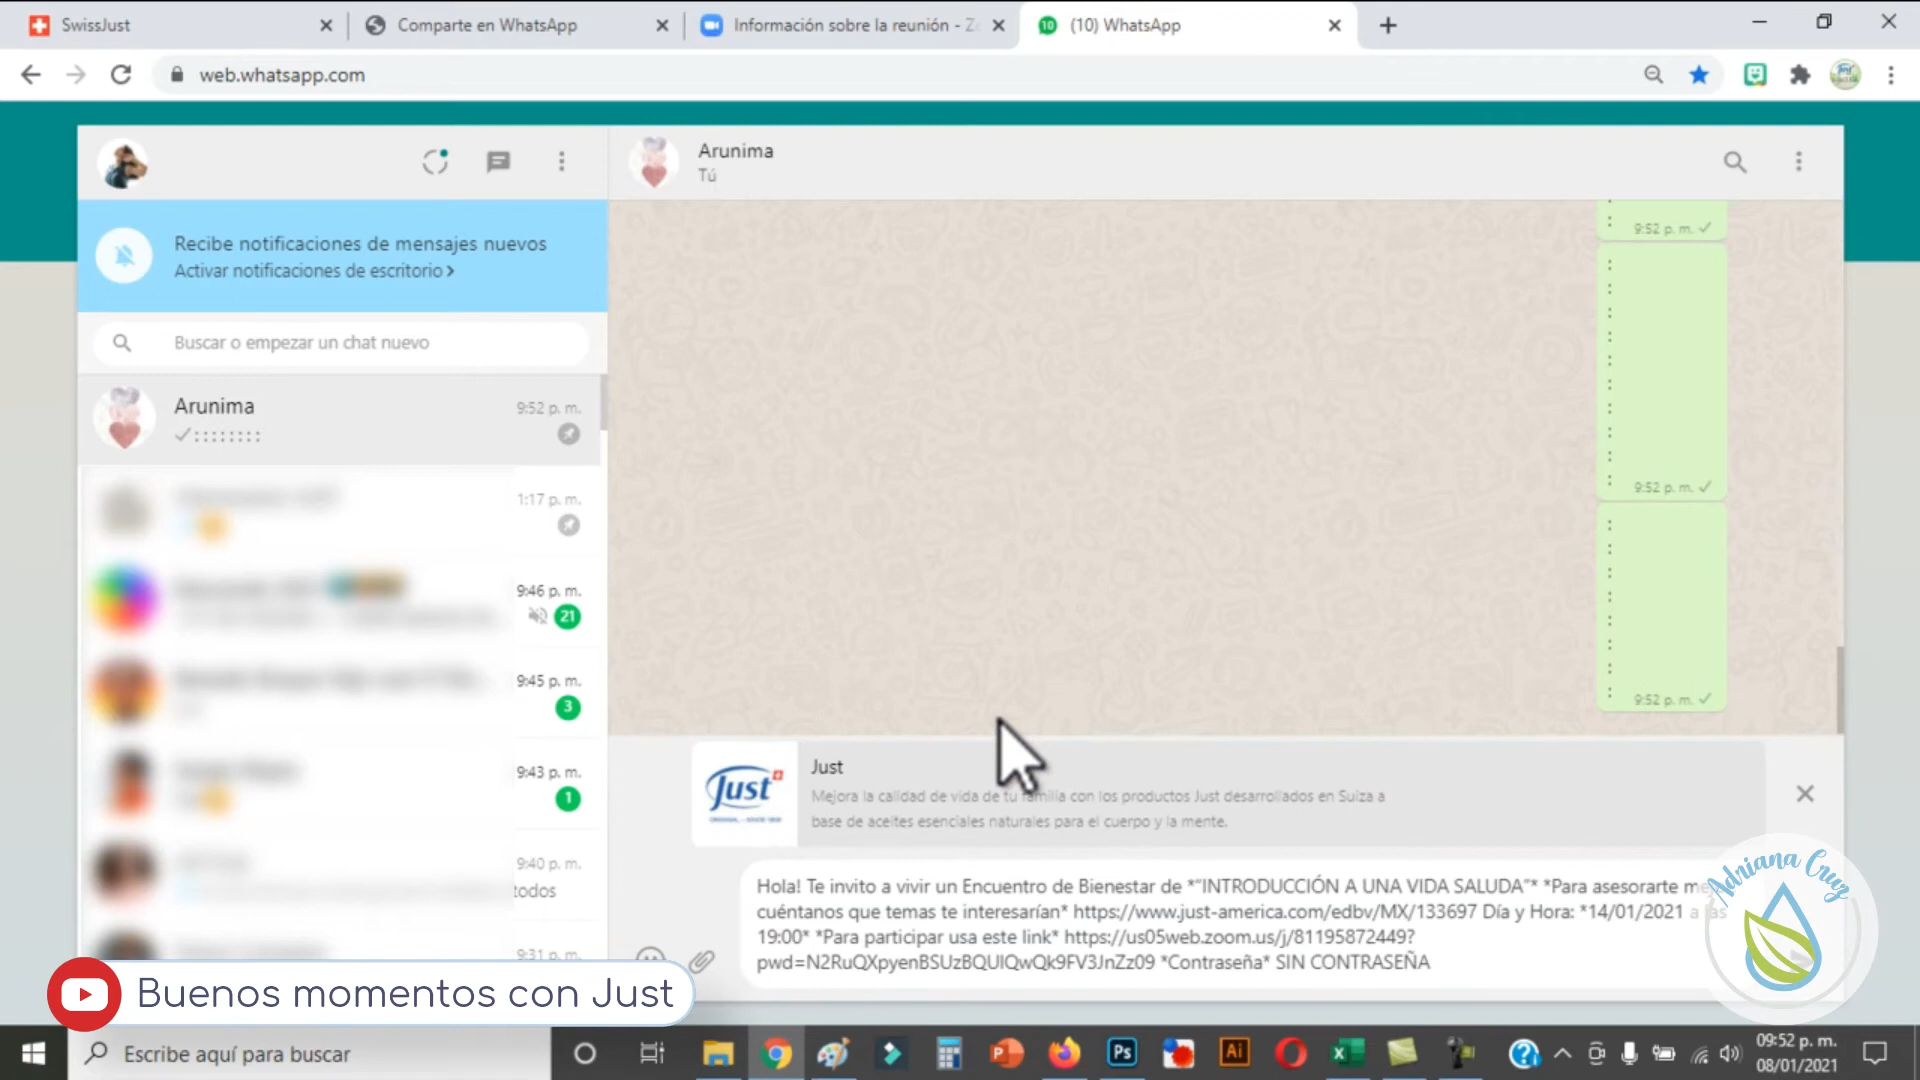 SwissJust
Comparte en WhatsApp
Información sobre la reunión - Z
10
(10) WhatsApp
web.whatsapp.com
Arunima
Tú
Recibe notificaciones de mensajes nuevos
Activar notificaciones de escritorio
Buscar o empezar un chat nuevo
Arunima
9:52 p. m.
::::::::
1:17 p. m.
9:46 p. m.
21
9:45 p. m.
3
9:43 p. m.
1
9:40 p. m.
todos
9:31 p. m.
9:52 p. m.
9:52 p. m.
9:52 p. m.
Just
Just
Mejora la calidad de vida de tu familia con los productos Just desarrollados en Suiza a
base de aceites esenciales naturales para el cuerpo y la mente.
Hola! Te invito a vivir un Encuentro de Bienestar de *"INTRODUCCIÓN A UNA VIDA SALUDA"* *Para asesorarte me
cuéntanos que temas te interesarían* https://www.just-america.com/edbv/MX/133697 Día y Hora: *14/01/2021 a las
19:00* *Para participar usa este link* https://us05web.zoom.us/j/81195872449?
pwd=N2RuQXpyenBSUzBQUlQwQk9FV3JnZz09 *Contraseña* SIN CONTRASEÑA
Adriana Cruz
Buenos momentos con Just
Escribe aquí para buscar
Ps
Ai
09:52 p. m.
08/01/2021